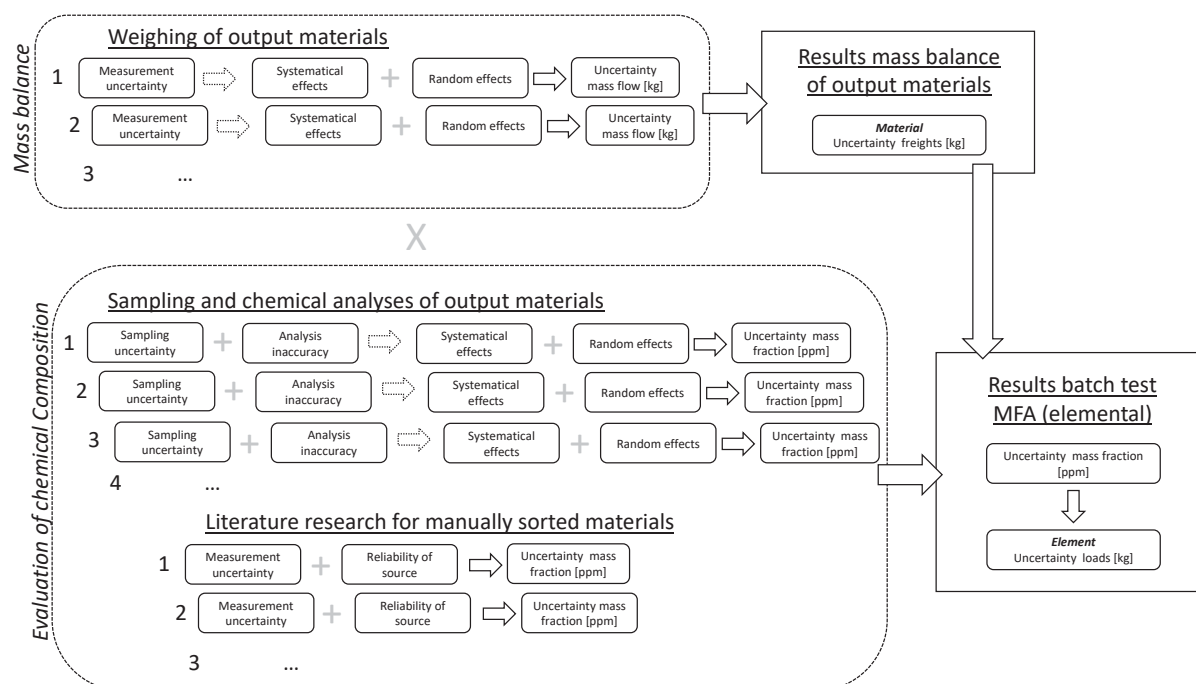 Mass balance
Weighing of output materials
1
Measurement
uncertainty
Systematical
effects
+
Random effects
Uncertainty
mass flow [kg]
2
Measurement
uncertainty
Systematical
effects
+
Random effects
Uncertainty
mass flow [kg]
3
...
Results mass balance
of output materials
Material
Uncertainty freights [kg]
X
Evaluation of chemical Composition
Sampling and chemical analyses of output materials
1
Sampling
uncertainty
+
Analysis
inaccuracy
Systematical
effects
+
Random effects
Uncertainty mass
fraction [ppm]
2
Sampling
uncertainty
+
Analysis
inaccuracy
Systematical
effects
+
Random effects
Uncertainty mass
fraction [ppm]
3
Sampling
uncertainty
+
Analysis
inaccuracy
Systematical
effects
+
Random effects
Uncertainty mass
fraction [ppm]
4
...
Literature research for manually sorted materials
1
Measurement
uncertainty
+
Reliability of
source
Uncertainty mass
fraction [ppm]
2
Measurement
uncertainty
+
Reliability of
source
Uncertainty mass
fraction [ppm]
3
...
Results batch test
MFA (elemental)
Uncertainty mass fraction
[ppm]
Element
Uncertainty loads [kg]